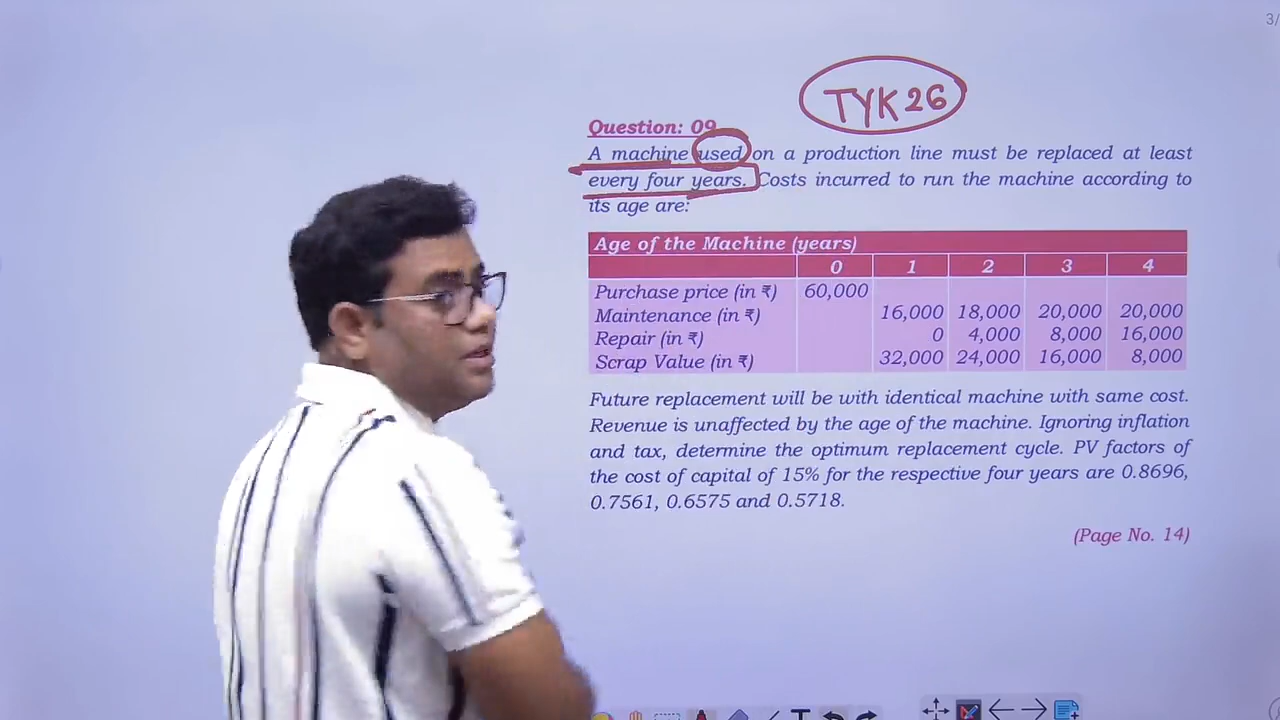 3/
TYK 26
Question: 09
A machine used on a production line must be replaced at least
every four years. Costs incurred to run the machine according to
its age are:
Age of the Machine (years)
0 1 2 3 4
Purchase price (in ₹) 60,000
Maintenance (in ₹) 16,000 18,000 20,000 20,000
Repair (in ₹) 0 4,000 8,000 16,000
Scrap Value (in ₹) 32,000 24,000 16,000 8,000
Future replacement will be with identical machine with same cost.
Revenue is unaffected by the age of the machine. Ignoring inflation
and tax, determine the optimum replacement cycle. PV factors of
the cost of capital of 15% for the respective four years are 0.8696,
0.7561, 0.6575 and 0.5718.
(Page No. 14)